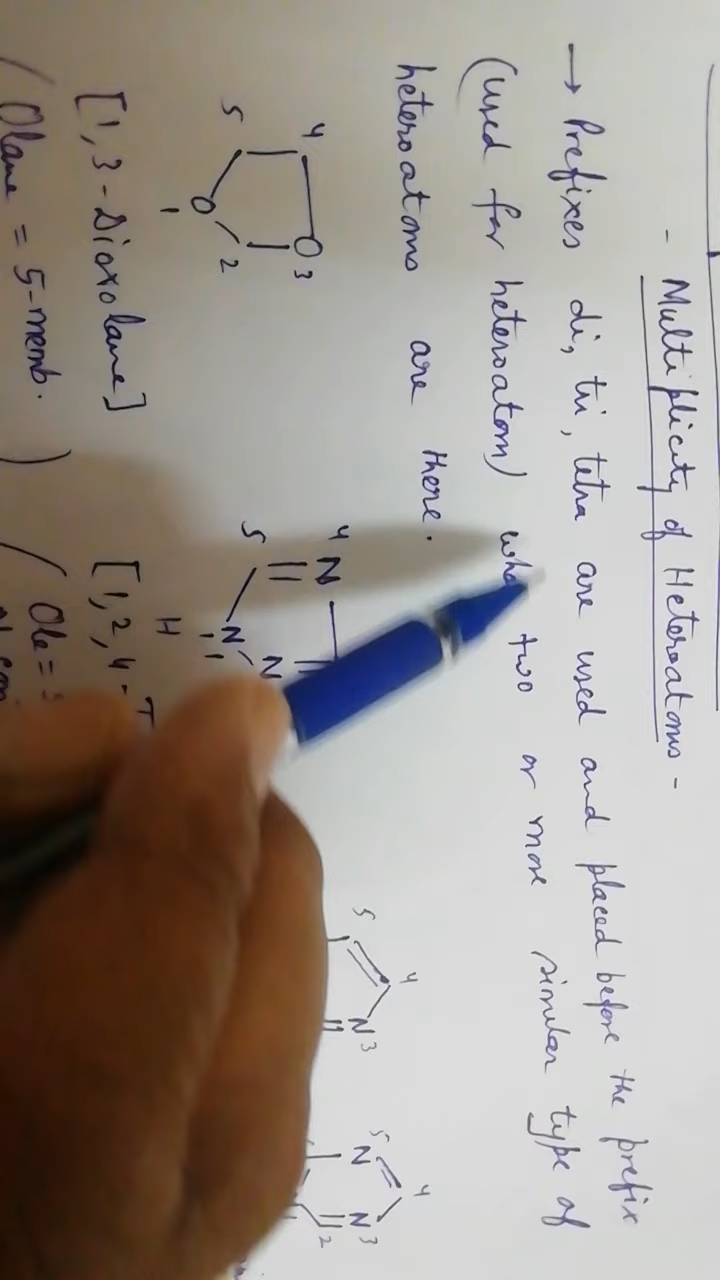 - Multiplicity of Heteroatoms -
→ Prefixes di, tri, tetra are used and placed before the prefix
(used for heteroatom) two or more similar type of
heteroatoms are there.
4 O 3
5 O 2
1
[1,3-Dioxolane]
Olane = 5-memb.
4 N
5 N N
1
H
[1,2,4-T
Ole =
5 4
N 3
5 N 4
N 3
2